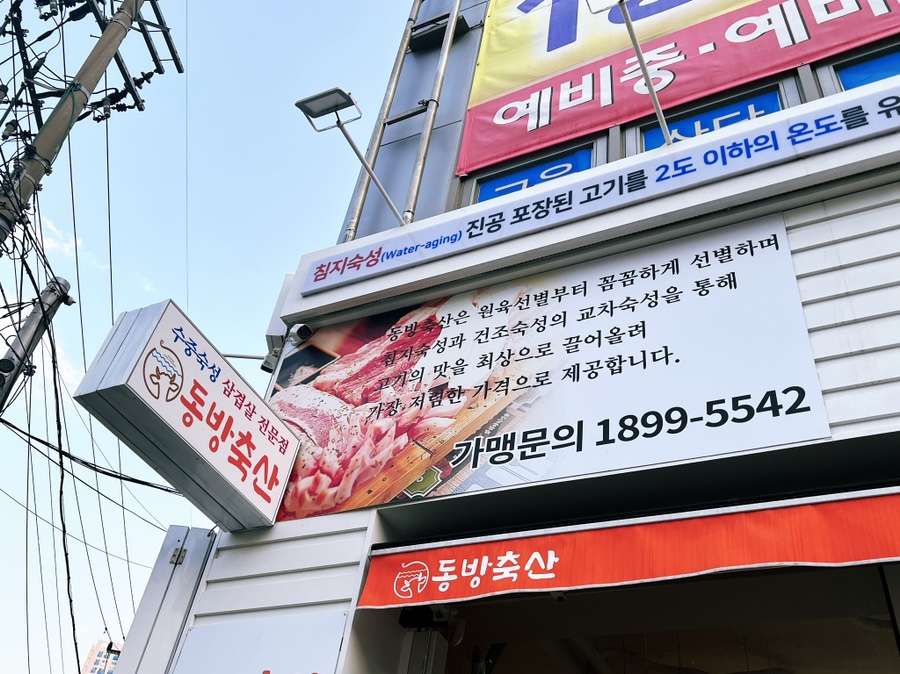 예비중·예비
침지숙성(Water-aging) 진공 포장된 고기를 2도 이하의 온도를 유
동방축산은 원육선별부터 꼼꼼하게 선별하며
침지숙성과 건조숙성의 교차숙성을 통해
고기의 맛을 최상으로 끌어올려
가장 저렴한 가격으로 제공합니다.
가맹문의 1899-5542
수중숙성 삼겹살 전문점
동방축산
동방축산